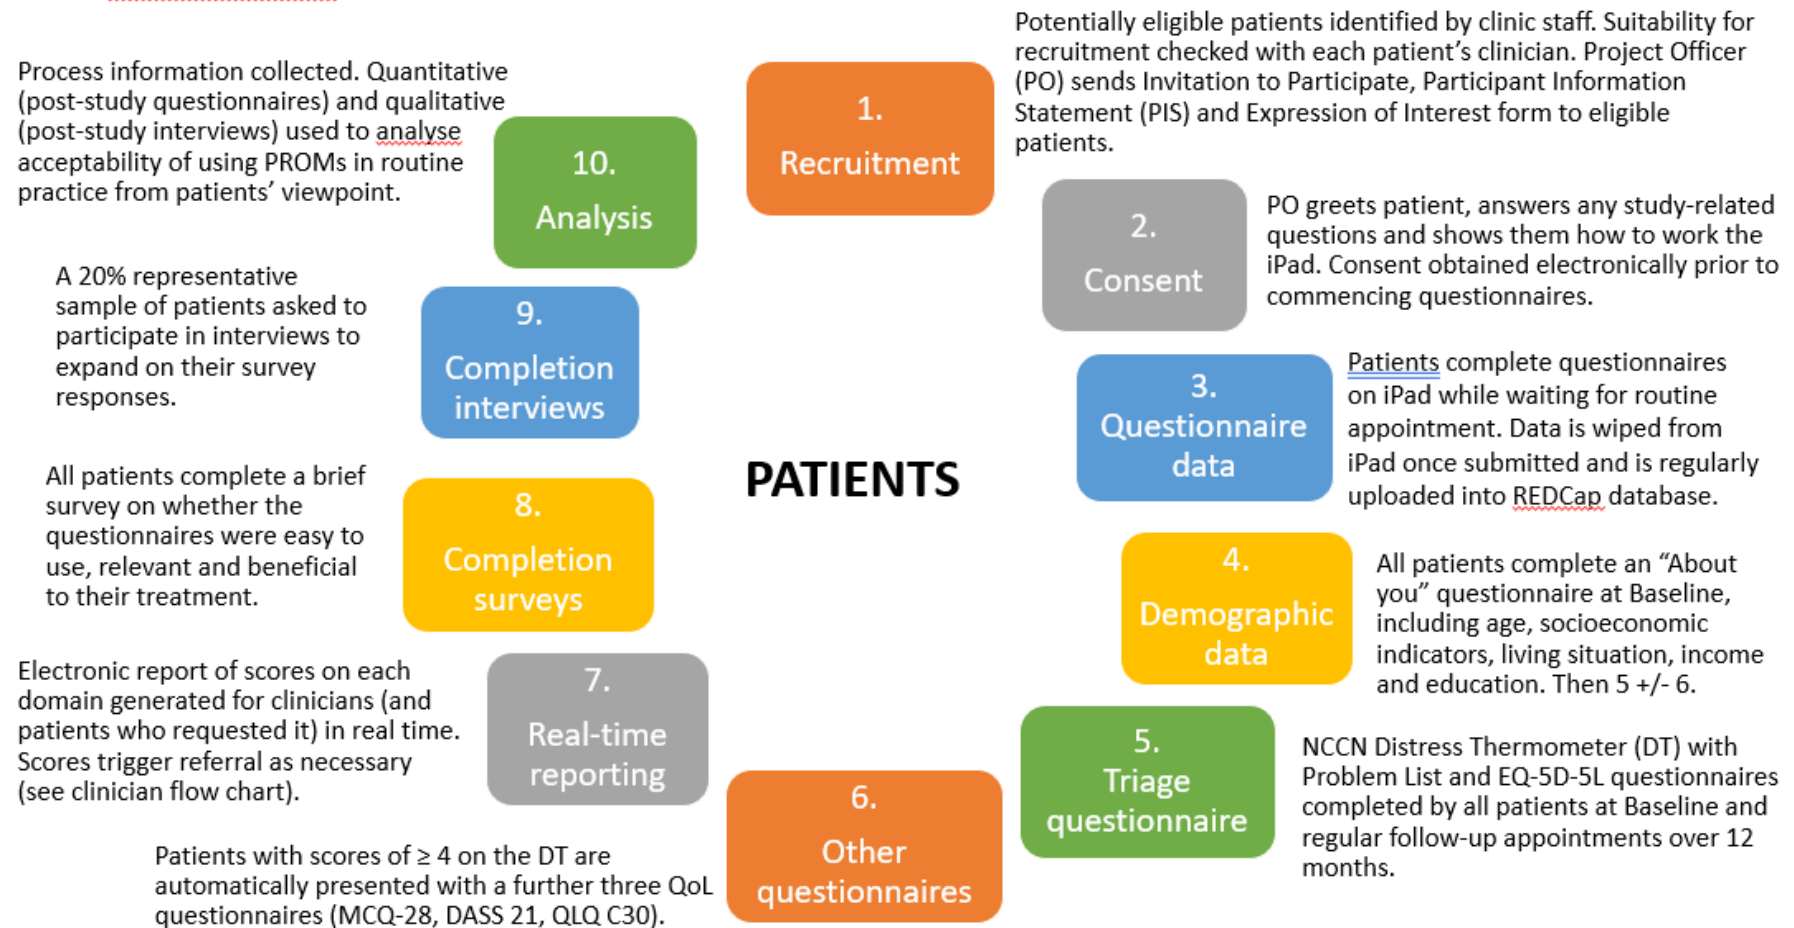 Potentially eligible patients identified by clinic staff. Suitability for
recruitment checked with each patient’s clinician. Project Officer
(PO) sends Invitation to Participate, Participant Information
Statement (PIS) and Expression of Interest form to eligible
patients.
1.
Recruitment
2.
Consent
PO greets patient, answers any study-related
questions and shows them how to work the
iPad. Consent obtained electronically prior to
commencing questionnaires.
3.
Questionnaire
data
Patients complete questionnaires
on iPad while waiting for routine
appointment. Data is wiped from
iPad once submitted and is regularly
uploaded into REDCap database.
4.
Demographic
data
All patients complete an “About
you” questionnaire at Baseline,
including age, socioeconomic
indicators, living situation, income
and education. Then 5 +/- 6.
5.
Triage
questionnaire
NCCN Distress Thermometer (DT) with
Problem List and EQ-5D-5L questionnaires
completed by all patients at Baseline and
regular follow-up appointments over 12
months.
6.
Other
questionnaires
Patients with scores of ≥ 4 on the DT are
automatically presented with a further three QoL
questionnaires (MCQ-28, DASS 21, QLQ C30).
7.
Real-time
reporting
Electronic report of scores on each
domain generated for clinicians (and
patients who requested it) in real time.
Scores trigger referral as necessary
(see clinician flow chart).
8.
Completion
surveys
All patients complete a brief
survey on whether the
questionnaires were easy to
use, relevant and beneficial
to their treatment.
9.
Completion
interviews
A 20% representative
sample of patients asked to
participate in interviews to
expand on their survey
responses.
10.
Analysis
Process information collected. Quantitative
(post-study questionnaires) and qualitative
(post-study interviews) used to analyse
acceptability of using PROMs in routine
practice from patients’ viewpoint.
PATIENTS